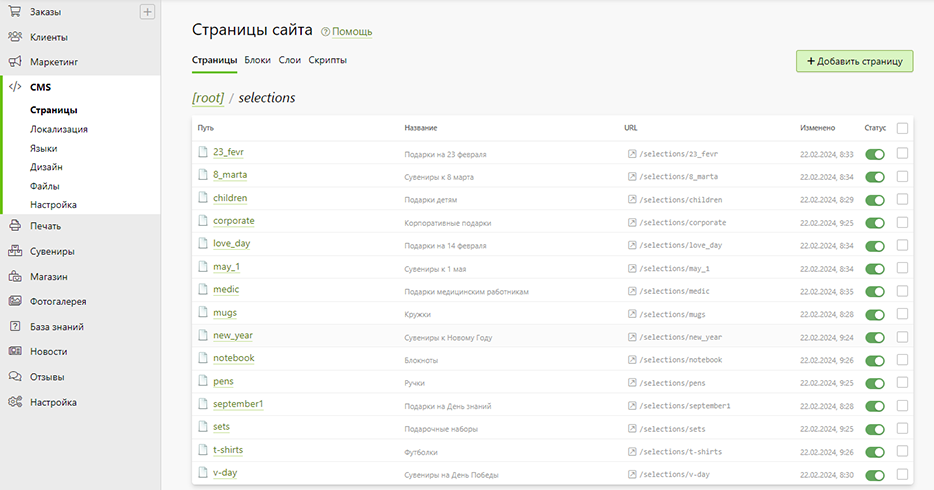 Заказы
Клиенты
Маркетинг
CMS
Страницы
Локализация
Языки
Дизайн
Файлы
Настройка
Печать
Сувениры
Магазин
Фотогалерея
База знаний
Новости
Отзывы
Настройка
Страницы сайта Помощь
Страницы Блоки Слои Скрипты
+ Добавить страницу
[root] / selections
Путь Название URL Изменено Статус
23_fevr Подарки на 23 февраля /selections/23_fevr 22.02.2024, 8:33
8_marta Сувениры к 8 марта /selections/8_marta 22.02.2024, 8:34
children Подарки детям /selections/children 22.02.2024, 8:29
corporate Корпоративные подарки /selections/corporate 22.02.2024, 9:25
love_day Подарки на 14 февраля /selections/love_day 22.02.2024, 8:34
may_1 Сувениры к 1 мая /selections/may_1 22.02.2024, 8:34
medic Подарки медицинским работникам /selections/medic 22.02.2024, 8:35
mugs Кружки /selections/mugs 22.02.2024, 8:28
new_year Сувениры к Новому Году /selections/new_year 22.02.2024, 9:24
notebook Блокноты /selections/notebook 22.02.2024, 9:26
pens Ручки /selections/pens 22.02.2024, 9:25
september1 Подарки на День знаний /selections/september1 22.02.2024, 8:28
sets Подарочные наборы /selections/sets 22.02.2024, 9:25
t-shirts Футболки /selections/t-shirts 22.02.2024, 9:26
v-day Сувениры на День Победы /selections/v-day 22.02.2024, 8:30